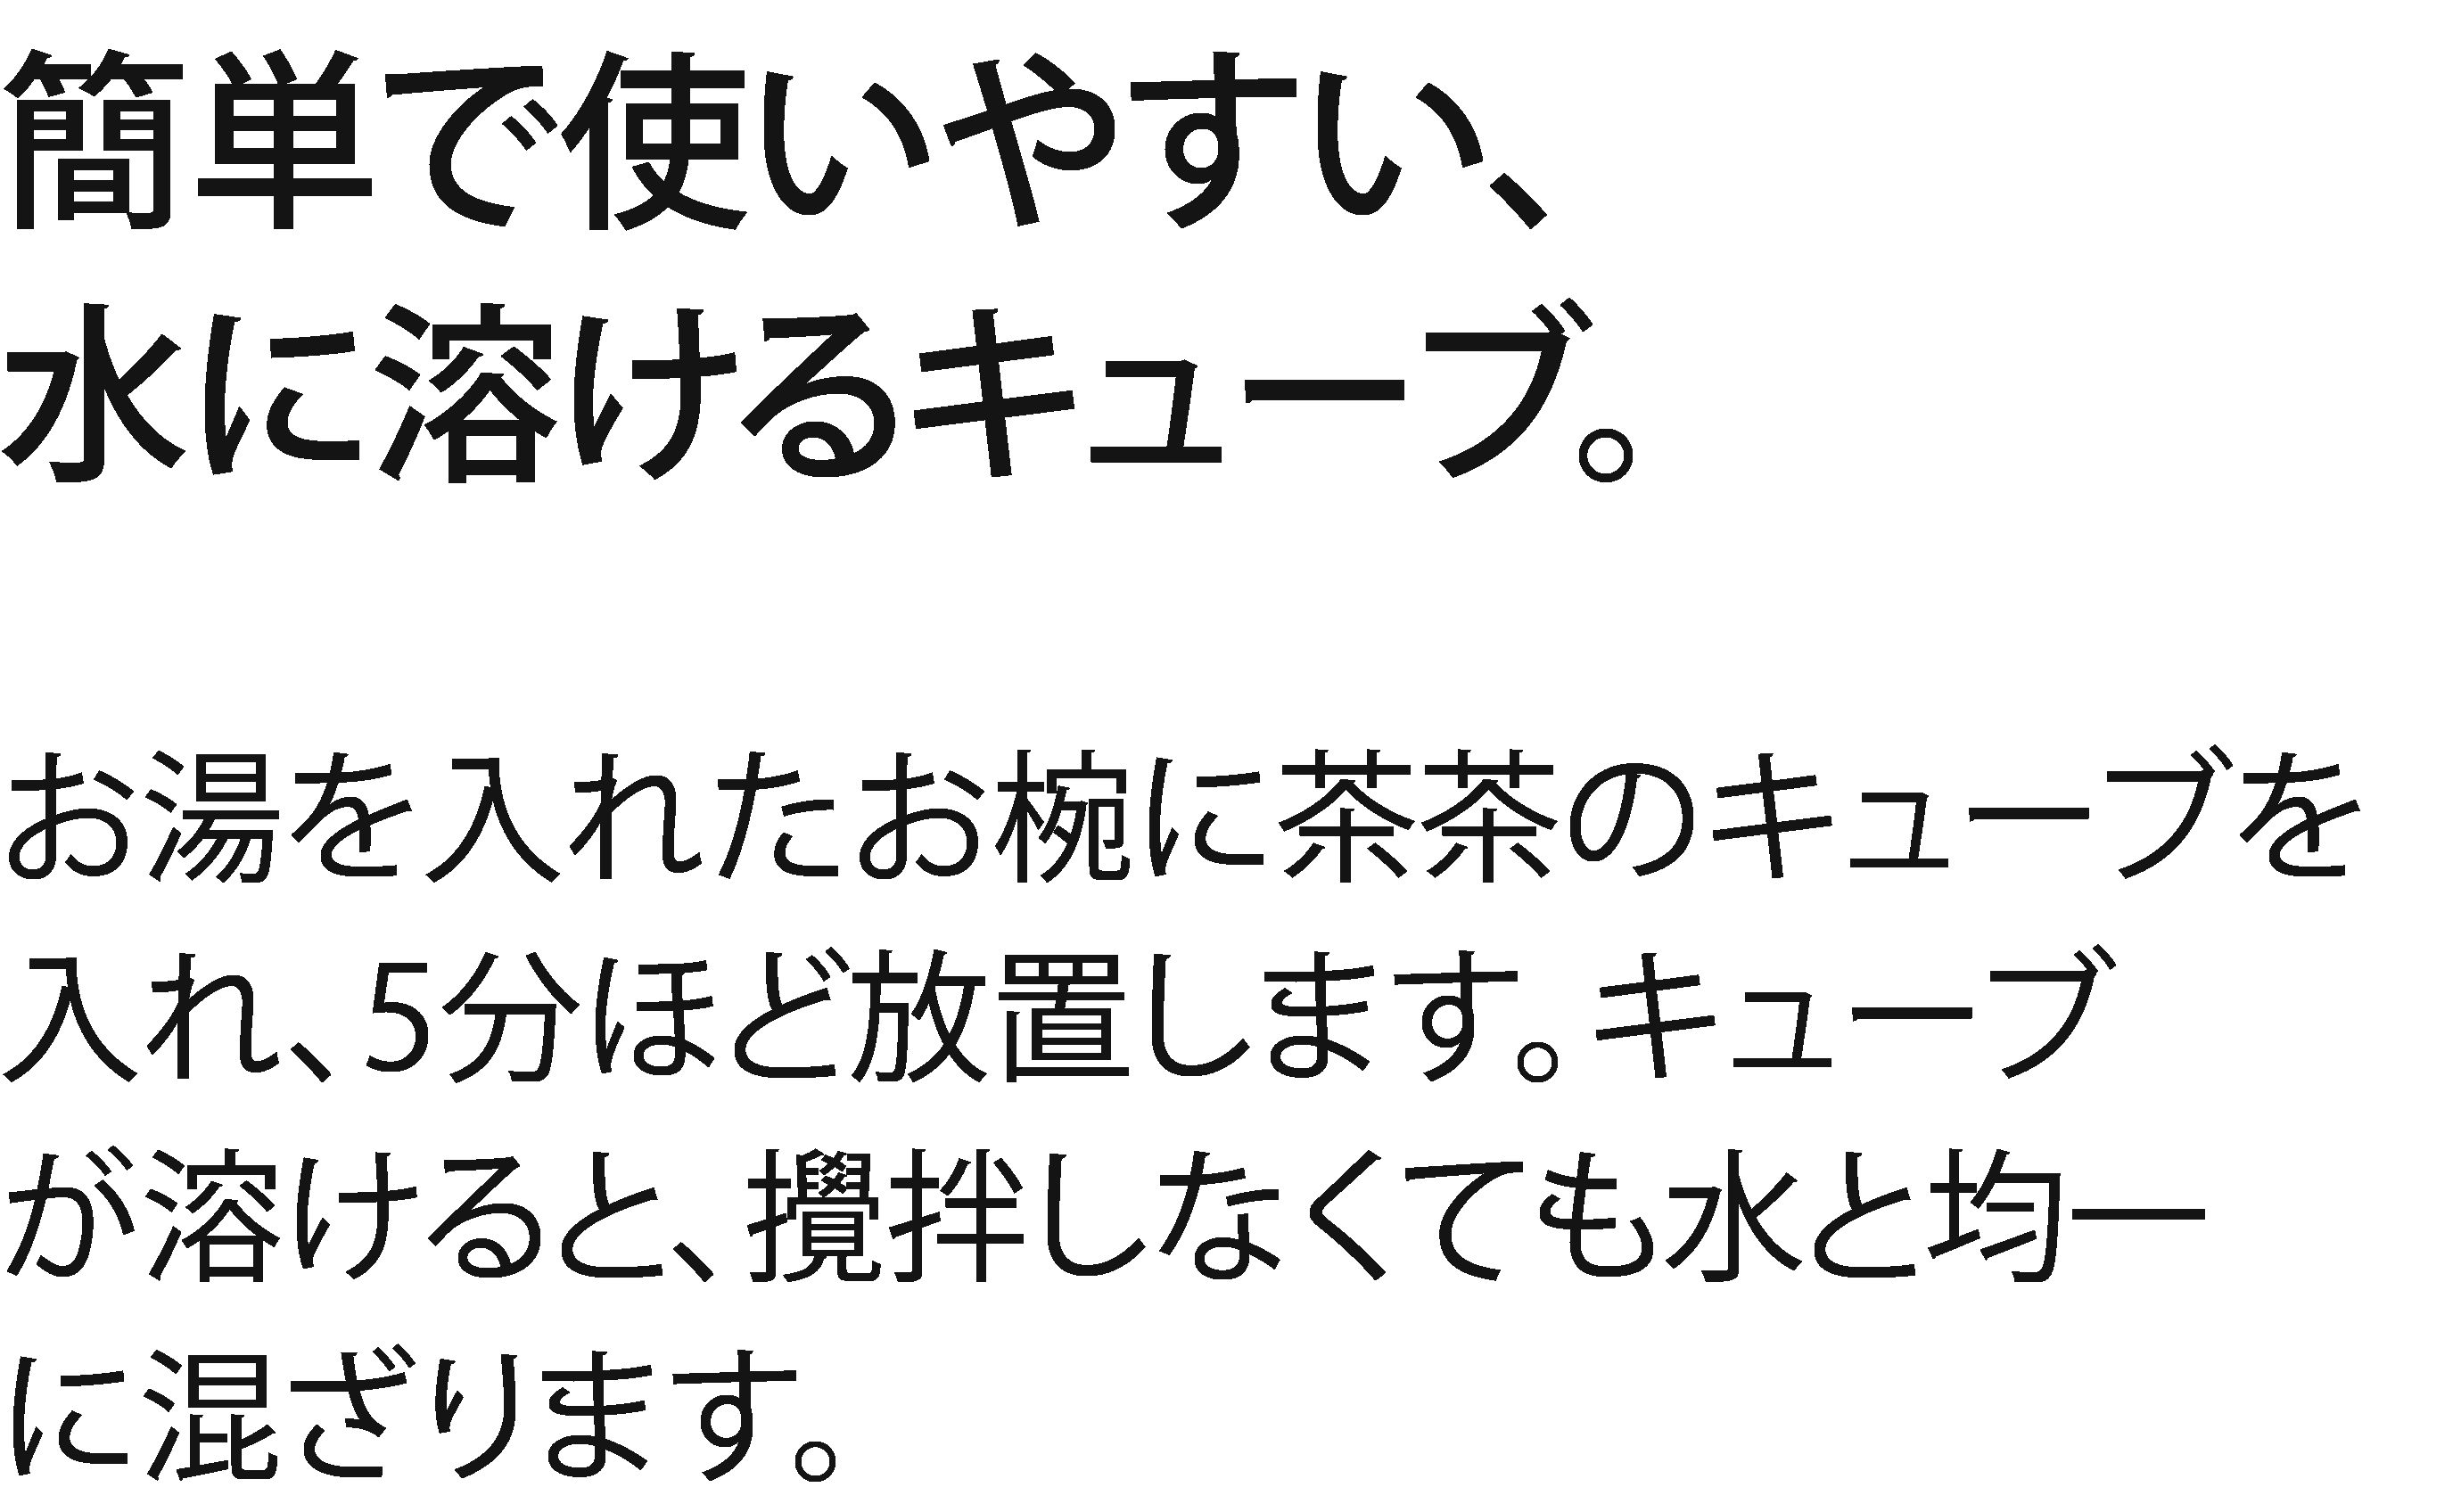 簡単で使いやすい、
水に溶けるキューブ。
お湯を入れたお椀に茶茶のキューブを
入れ、5分ほど放置します。キューブ
が溶けると、攪拌しなくても水と均一
に混ざります。